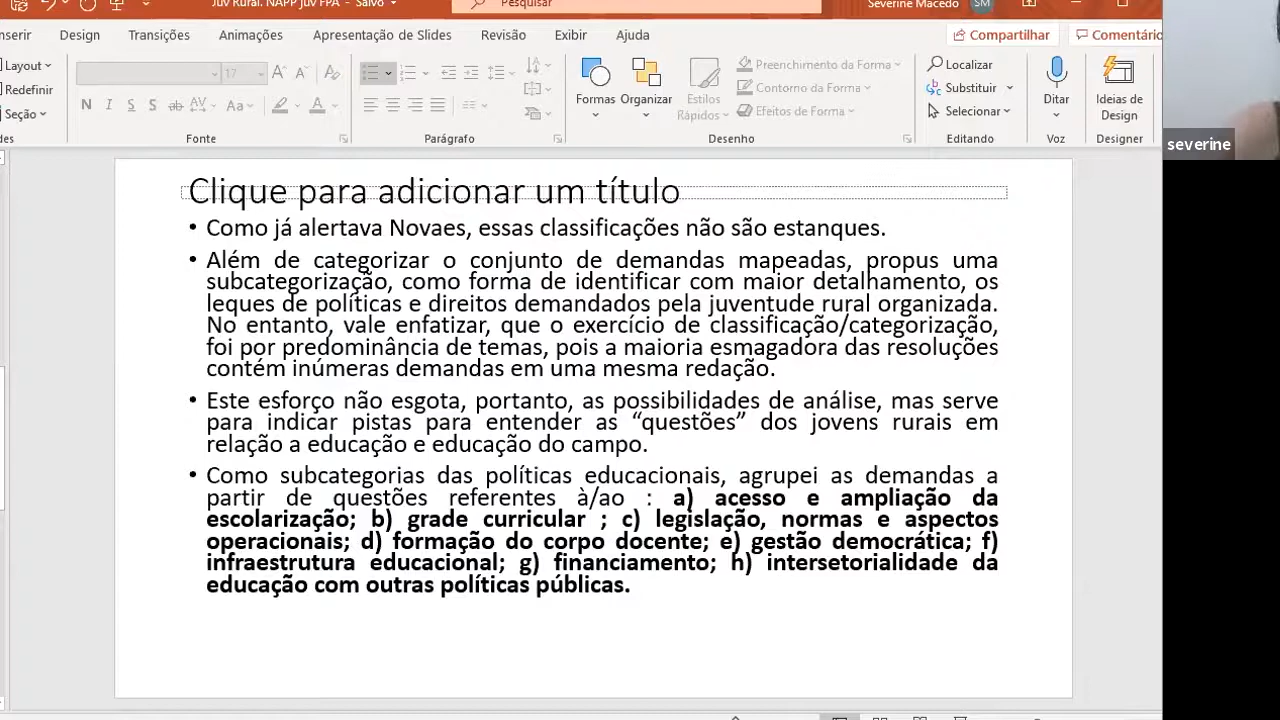 Juv Rural. NAPP Juv FPA - Salvo
Pesquisar
Severine Macedo
SM
nserir Design Transições Animações Apresentação de Slides Revisão Exibir Ajuda Compartilhar Comentário
Layout
Redefinir
Seção
17
N I S S ab AV Aa A
Fonte
Parágrafo
Formas
Organizar
Estilos
Rápidos
Preenchimento da Forma
Contorno da Forma
Efeitos de Forma
Desenho
Localizar
Substituir
Selecionar
Editando
Ditar
Voz
Ideias de
Design
Designer
severine
Clique para adicionar um título
• Como já alertava Novaes, essas classificações não são estanques.
• Além de categorizar o conjunto de demandas mapeadas, propus uma
subcategorização, como forma de identificar com maior detalhamento, os
leques de políticas e direitos demandados pela juventude rural organizada.
No entanto, vale enfatizar, que o exercício de classificação/categorização,
foi por predominância de temas, pois a maioria esmagadora das resoluções
contém inúmeras demandas em uma mesma redação.
• Este esforço não esgota, portanto, as possibilidades de análise, mas serve
para indicar pistas para entender as “questões” dos jovens rurais em
relação a educação e educação do campo.
• Como subcategorias das políticas educacionais, agrupei as demandas a
partir de questões referentes à/ao : a) acesso e ampliação da
escolarização; b) grade curricular ; c) legislação, normas e aspectos
operacionais; d) formação do corpo docente; e) gestão democrática; f)
infraestrutura educacional; g) financiamento; h) intersetorialidade da
educação com outras políticas públicas.